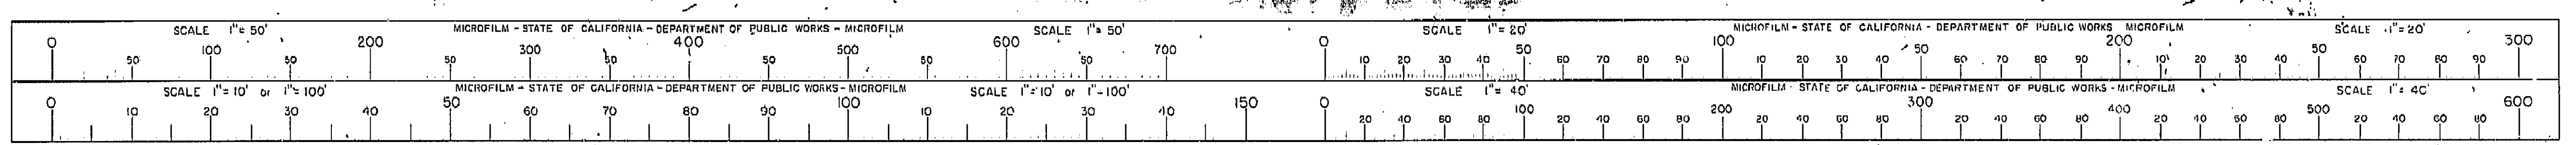 SCALE 1"= 50' MICROFILM - STATE OF CALIFORNIA - DEPARTMENT OF PUBLIC WORKS - MICROFILM SCALE 1"= 50' SCALE 1"= 20' MICROFILM - STATE OF CALIFORNIA - DEPARTMENT OF PUBLIC WORKS MICROFILM SCALE 1"= 20'
0 50 100 50 200 50 300 50 400 50 500 50 600 50 700 0 10 20 30 40 50 60 70 80 90 100 10 20 30 40 50 60 70 80 90 200 10 20 30 40 50 60 70 80 90 300
SCALE 1"= 10' or 1"= 100' MICROFILM - STATE OF CALIFORNIA - DEPARTMENT OF PUBLIC WORKS - MICROFILM SCALE 1"= 10' or 1"- 100' SCALE 1"= 40' MICROFILM - STATE OF CALIFORNIA - DEPARTMENT OF PUBLIC WORKS - MICROFILM SCALE 1"= 40'
0 10 20 30 40 50 60 70 80 90 100 10 20 30 40 150 0 20 40 60 80 100 20 40 60 80 200 20 40 60 80 300 20 40 60 80 400 20 40 60 80 500 20 40 60 80 600